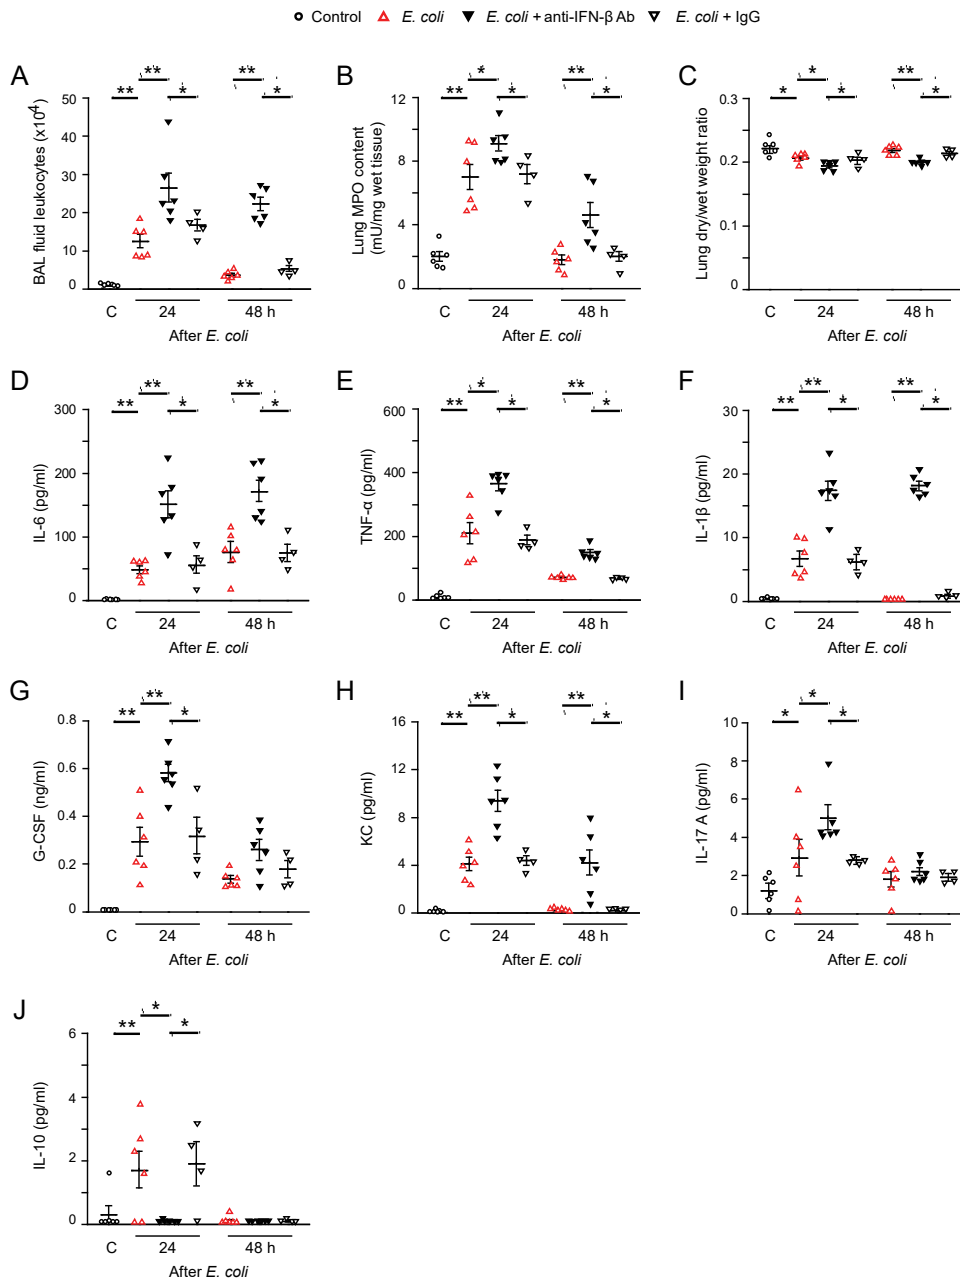 Control E. coli E. coli + anti-IFN-β Ab E. coli + IgG
A
BAL fluid leukocytes (x10⁴)
50
40
30
20
10
0
** ** * ** *
C 24 48 h
After E. coli
B
Lung MPO content
(mU/mg wet tissue)
12
8
4
0
** * * ** *
C 24 48 h
After E. coli
C
Lung dry/wet weight ratio
0.3
0.2
0.1
0
* * * ** *
C 24 48 h
After E. coli
D
IL-6 (pg/ml)
300
200
100
0
** ** * ** *
C 24 48 h
After E. coli
E
TNF-α (pg/ml)
600
400
200
0
** * * ** *
C 24 48 h
After E. coli
F
IL-1β (pg/ml)
30
20
10
0
** ** * ** *
C 24 48 h
After E. coli
G
G-CSF (ng/ml)
0.8
0.6
0.4
0.2
0
** ** *
C 24 48 h
After E. coli
H
KC (pg/ml)
16
12
8
4
0
** ** * ** *
C 24 48 h
After E. coli
I
IL-17 A (pg/ml)
10
8
6
4
2
0
* * *
C 24 48 h
After E. coli
J
IL-10 (pg/ml)
6
4
2
0
** * *
C 24 48 h
After E. coli